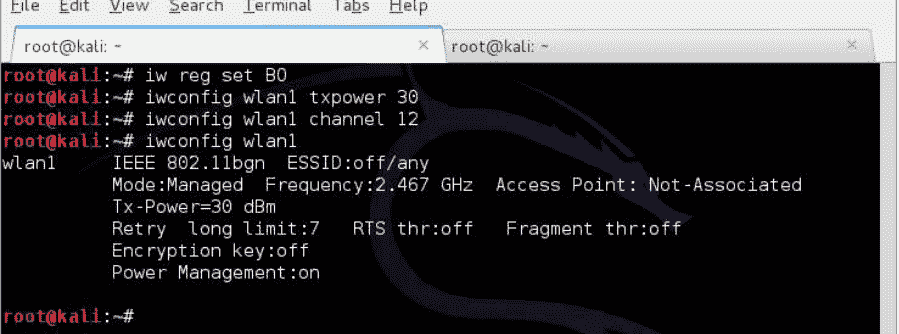 File Edit View Search Terminal Tabs Help
root@kali: ~ × root@kali: ~ ×
root@kali:~# iw reg set BO
root@kali:~# iwconfig wlan1 txpower 30
root@kali:~# iwconfig wlan1 channel 12
root@kali:~# iwconfig wlan1
wlan1 IEEE 802.11bgn ESSID:off/any
Mode:Managed Frequency:2.467 GHz Access Point: Not-Associated
Tx-Power=30 dBm
Retry long limit:7 RTS thr:off Fragment thr:off
Encryption key:off
Power Management:on
root@kali:~#